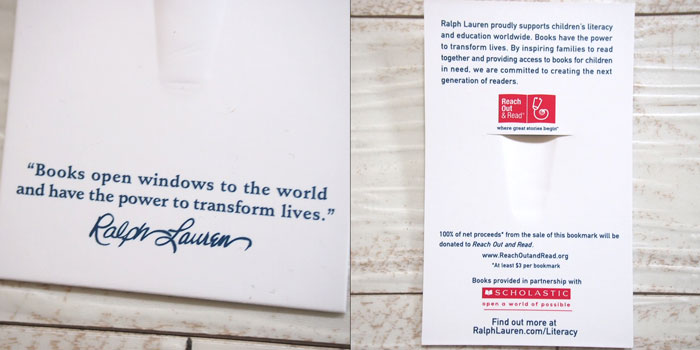 “Books open windows to the world
and have the power to transform lives.”
Ralph Lauren
Ralph Lauren proudly supports children's literacy
and education worldwide. Books have the power
to transform lives. By inspiring families to read
together and providing access to books for children
in need, we are committed to creating the next
generation of readers.
Reach
Out
& Read®
where great stories begin™
100% of net proceeds* from the sale of this bookmark will be
donated to Reach Out and Read.
www.ReachOutandRead.org
*At least $3 per bookmark
Books provided in partnership with
SCHOLASTIC
open a world of possible
Find out more at
RalphLauren.com/Literacy